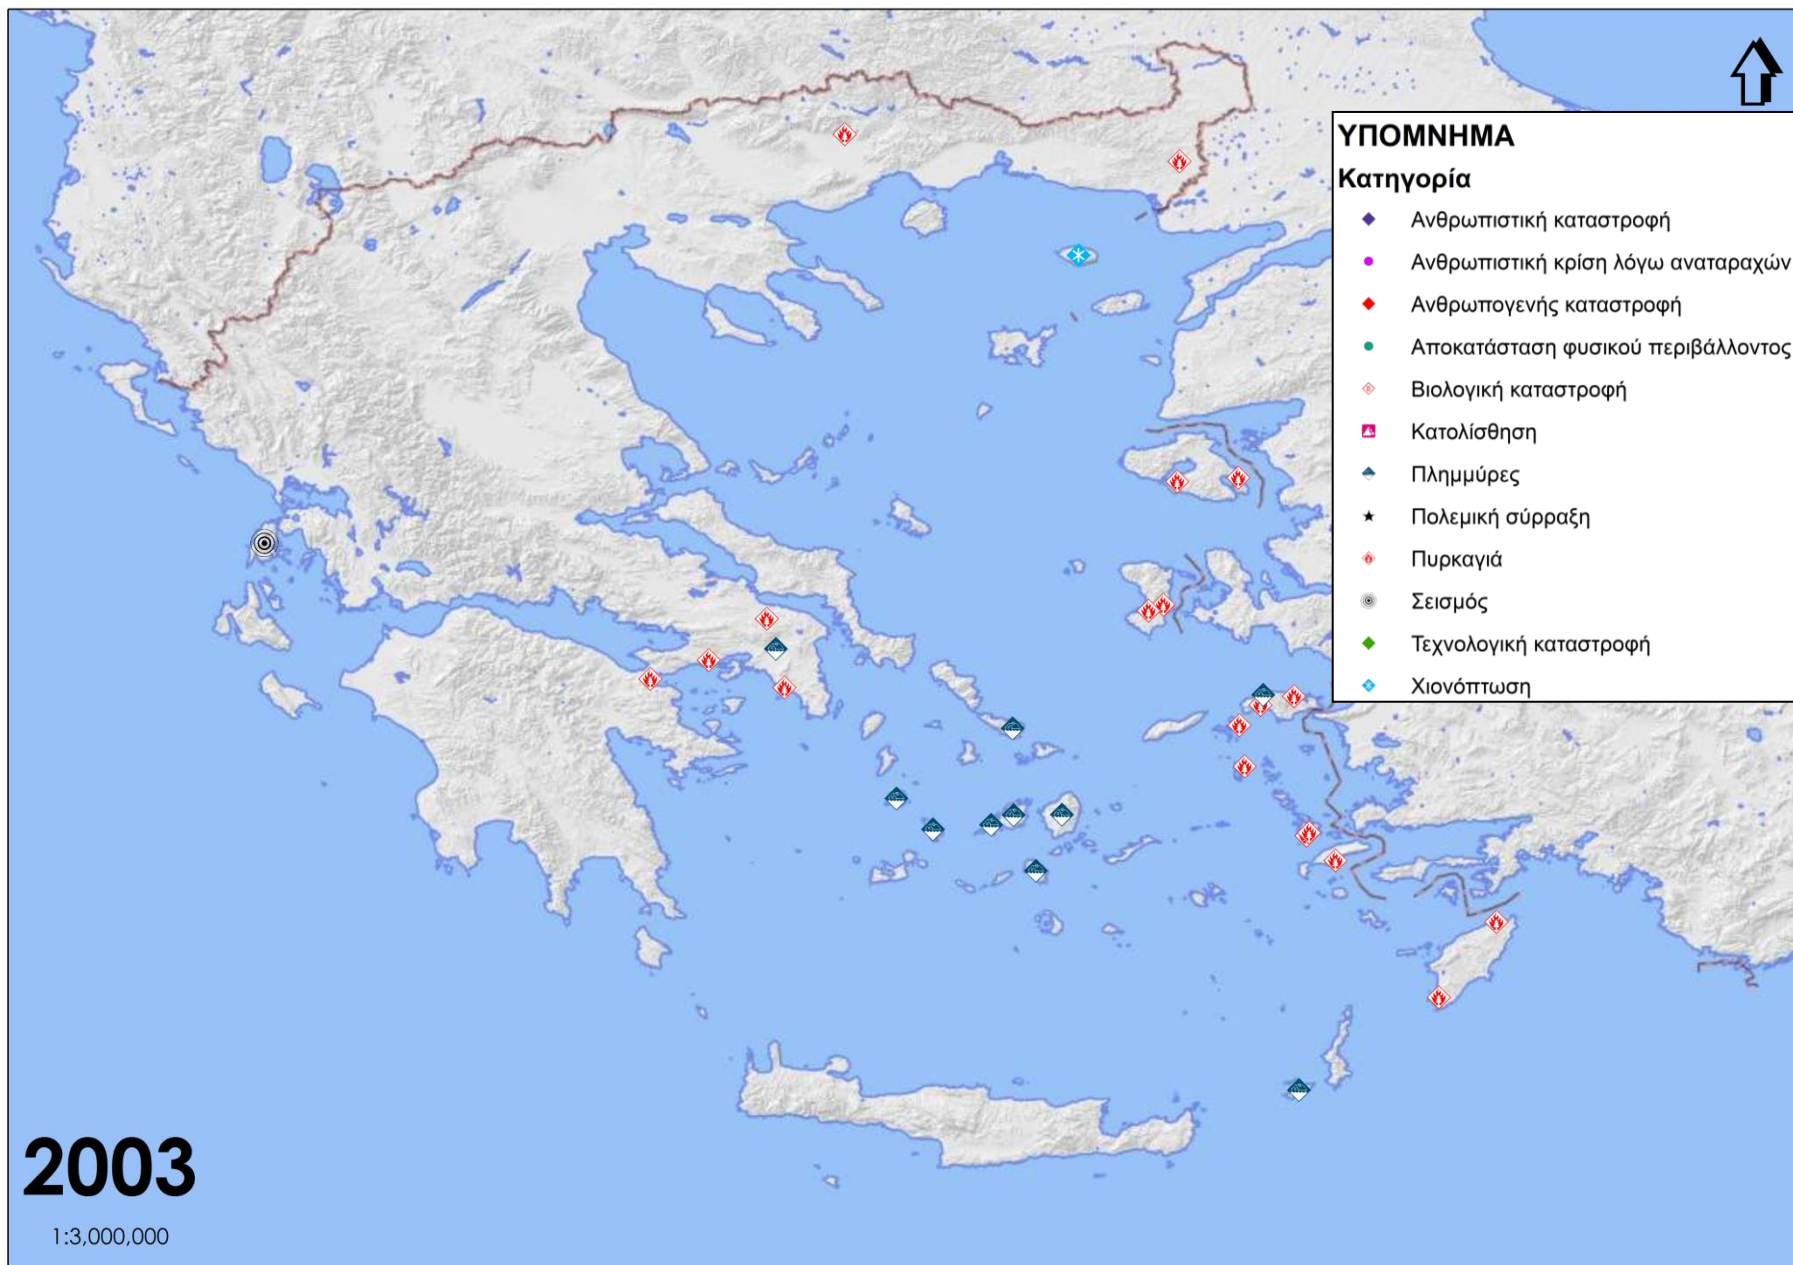 ΥΠΟΜΝΗΜΑ
Κατηγορία
Ανθρωπιστική καταστροφή
Ανθρωπιστική κρίση λόγω αναταραχών
Ανθρωπογενής καταστροφή
Αποκατάσταση φυσικού περιβάλλοντος
Βιολογική καταστροφή
Κατολίσθηση
Πλημμύρες
Πολεμική σύρραξη
Πυρκαγιά
Σεισμός
Τεχνολογική καταστροφή
Χιονόπτωση
2003
1:3,000,000